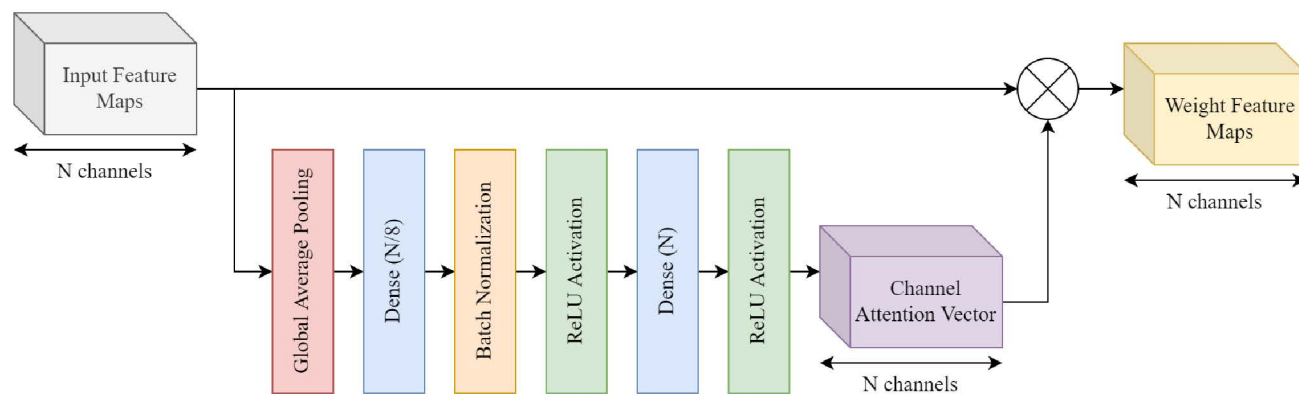 Input Feature
Maps
N channels
Global Average Pooling
Dense (N/8)
Batch Normalization
ReLU Activation
Dense (N)
ReLU Activation
Channel
Attention Vector
N channels
Weight Feature
Maps
N channels